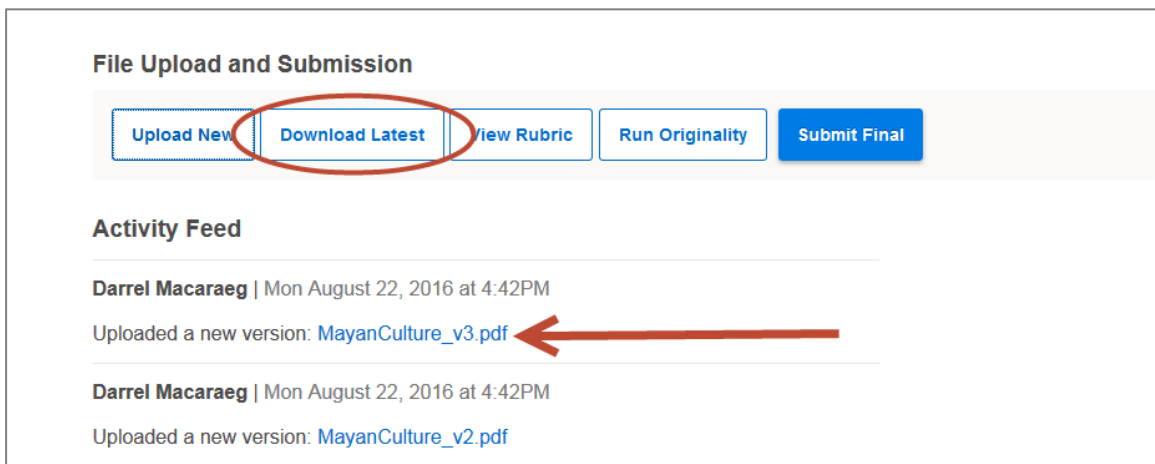 File Upload and Submission
Upload New Download Latest View Rubric Run Originality Submit Final
Activity Feed
Darrel Macaraeg | Mon August 22, 2016 at 4:42PM
Uploaded a new version: MayanCulture_v3.pdf
Darrel Macaraeg | Mon August 22, 2016 at 4:42PM
Uploaded a new version: MayanCulture_v2.pdf